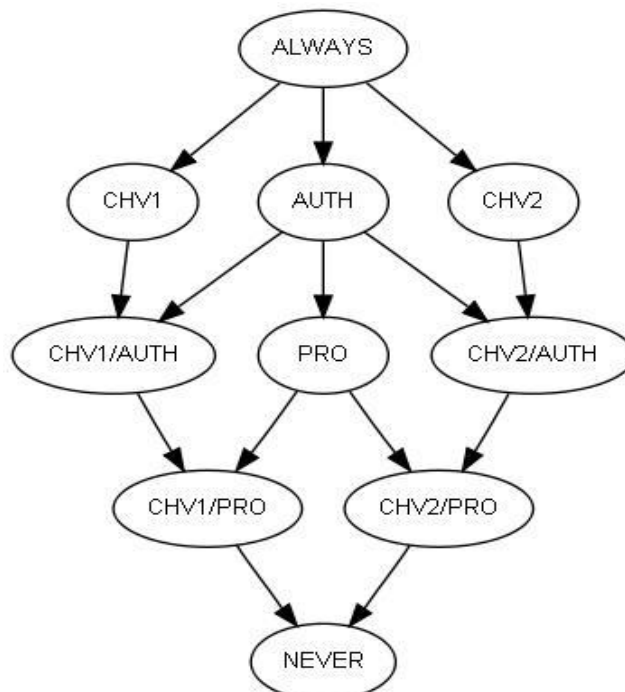 ALWAYS
CHV1
AUTH
CHV2
CHV1/AUTH
PRO
CHV2/AUTH
CHV1/PRO
CHV2/PRO
NEVER